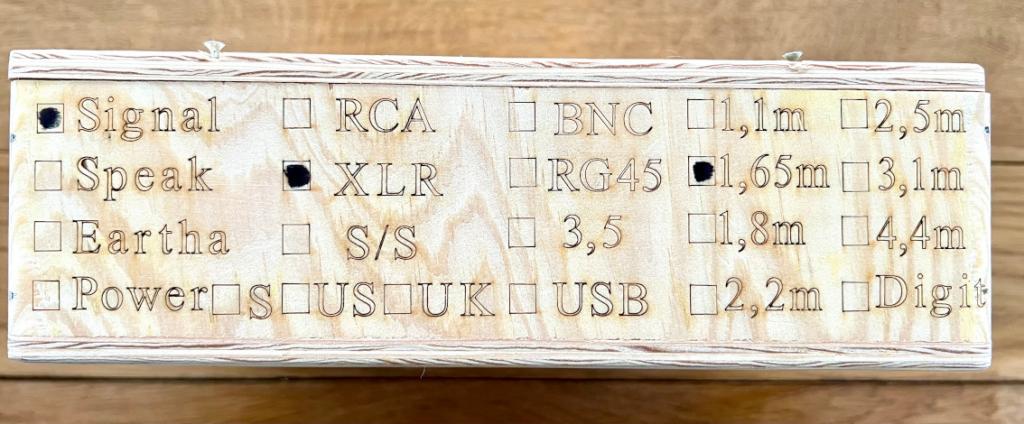 Signal RCA BNC 1,1m 2,5m
Speak XLR RG45 1,65m 3,1m
Eartha S/S 3,5 1,8m 4,4m
Power S US UK USB 2,2m Digit